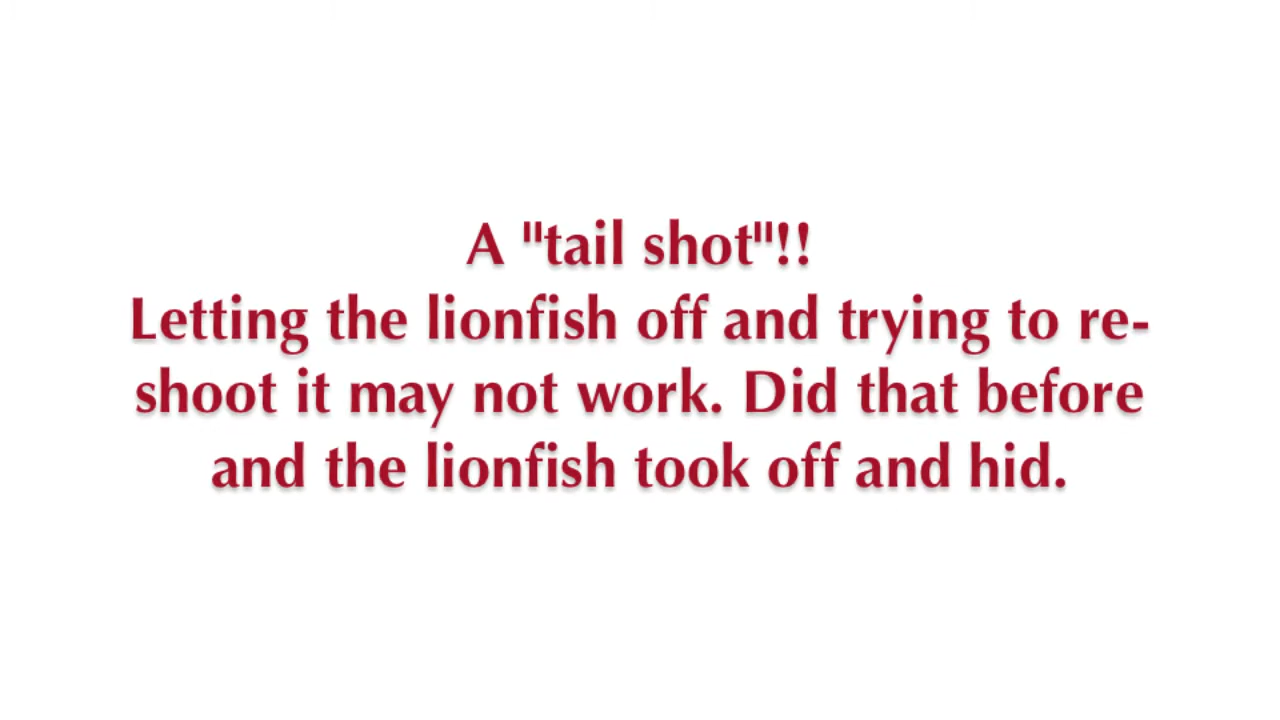 A "tail shot"!!
Letting the lionfish off and trying to re-
shoot it may not work. Did that before
and the lionfish took off and hid.